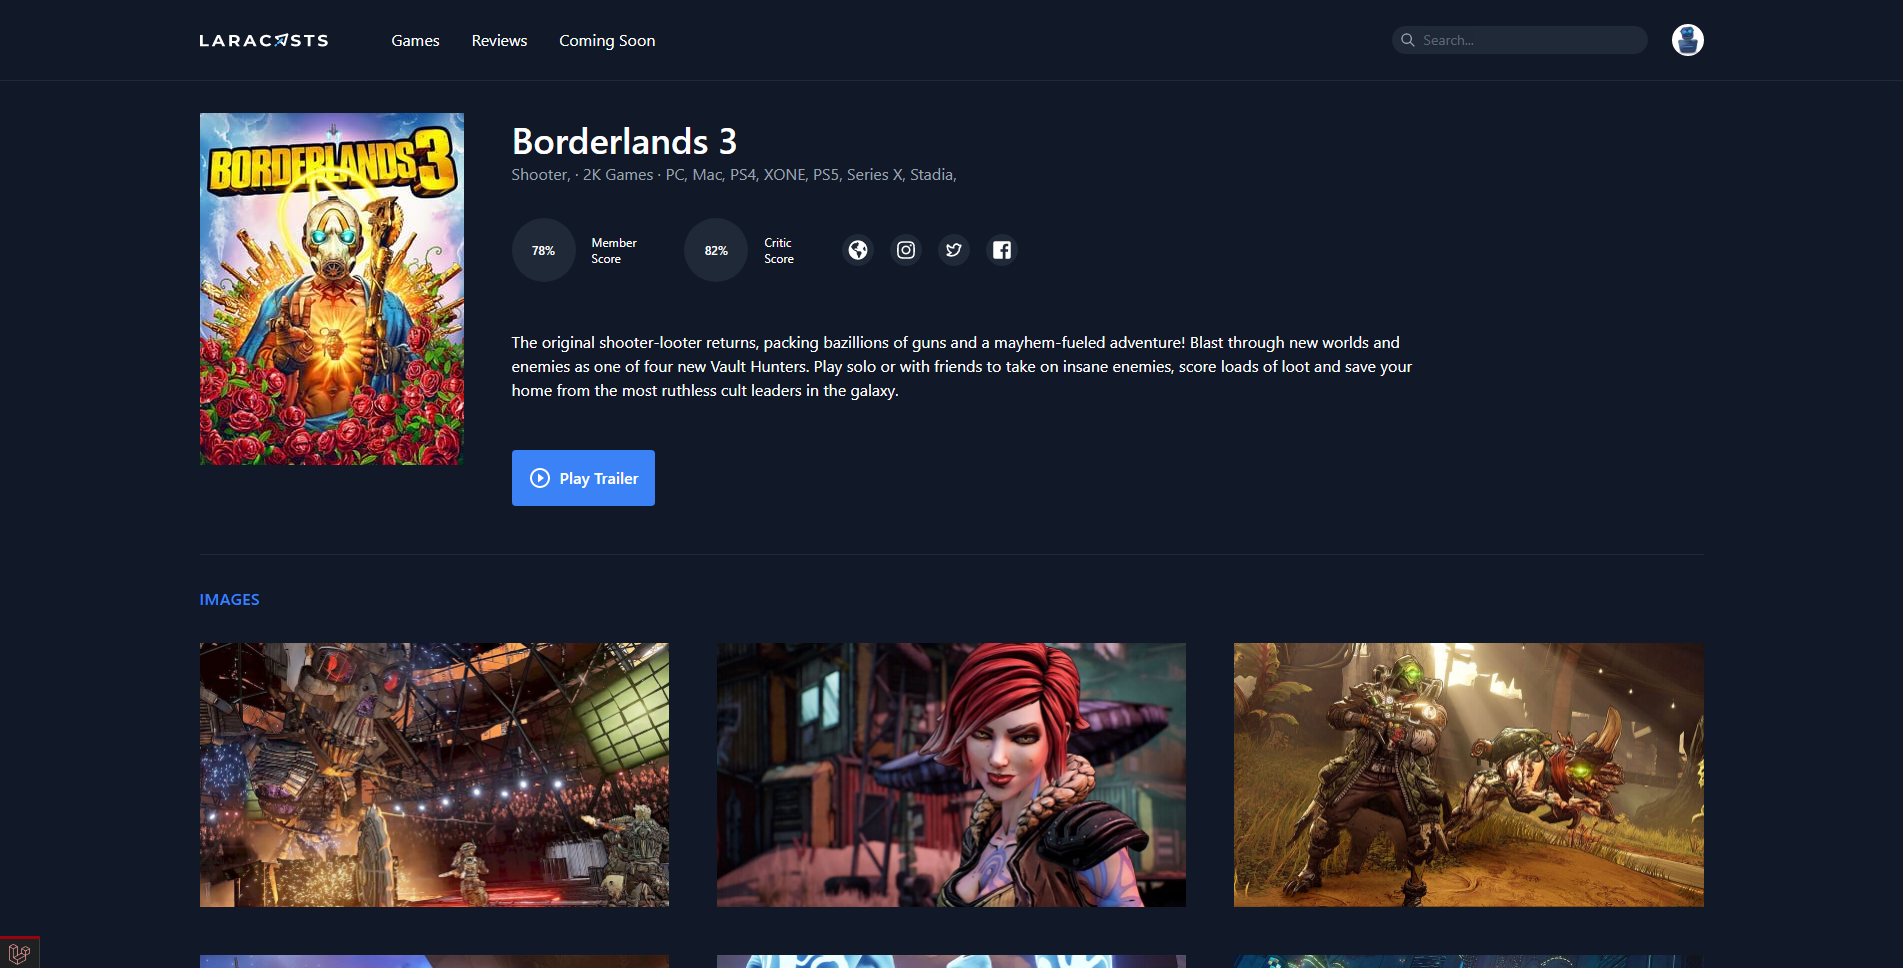 LARACASTS
Games
Reviews
Coming Soon
Search...
BORDERLANDS 3
Borderlands 3
Shooter, · 2K Games · PC, Mac, PS4, XONE, PS5, Series X, Stadia,
78%
Member
Score
82%
Critic
Score
The original shooter-looter returns, packing bazillions of guns and a mayhem-fueled adventure! Blast through new worlds and
enemies as one of four new Vault Hunters. Play solo or with friends to take on insane enemies, score loads of loot and save your
home from the most ruthless cult leaders in the galaxy.
Play Trailer
IMAGES